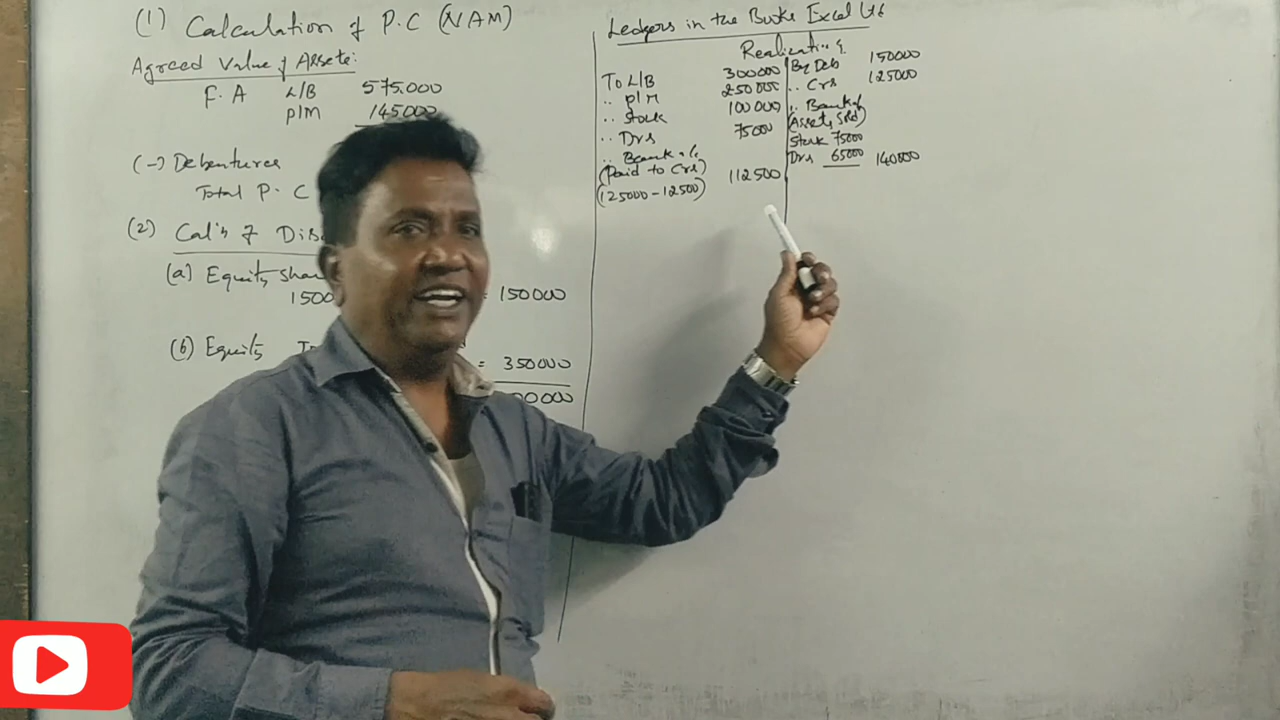 (1) Calculation of P.C (NAM)
Agreed Value of Assets:
F.A L/B 575.000
P/M 145000
(-) Debentures
Total P.C
(2) Cal'n of Dis
(a) Equity Shar
1500 = 150000
(b) Equity = 350000
00000
Ledgers in the Books Excel Ltd
Realization
To L/B 300000 By Deb 150000
.. P/M 250000 .. Crs 125000
.. Stock 100000 .. Bank
.. Drs 75000 (Assets Sold)
.. Bank Stock 75000
(Paid to Crs) 112500 Drs 65000 140000
(125000-12500)